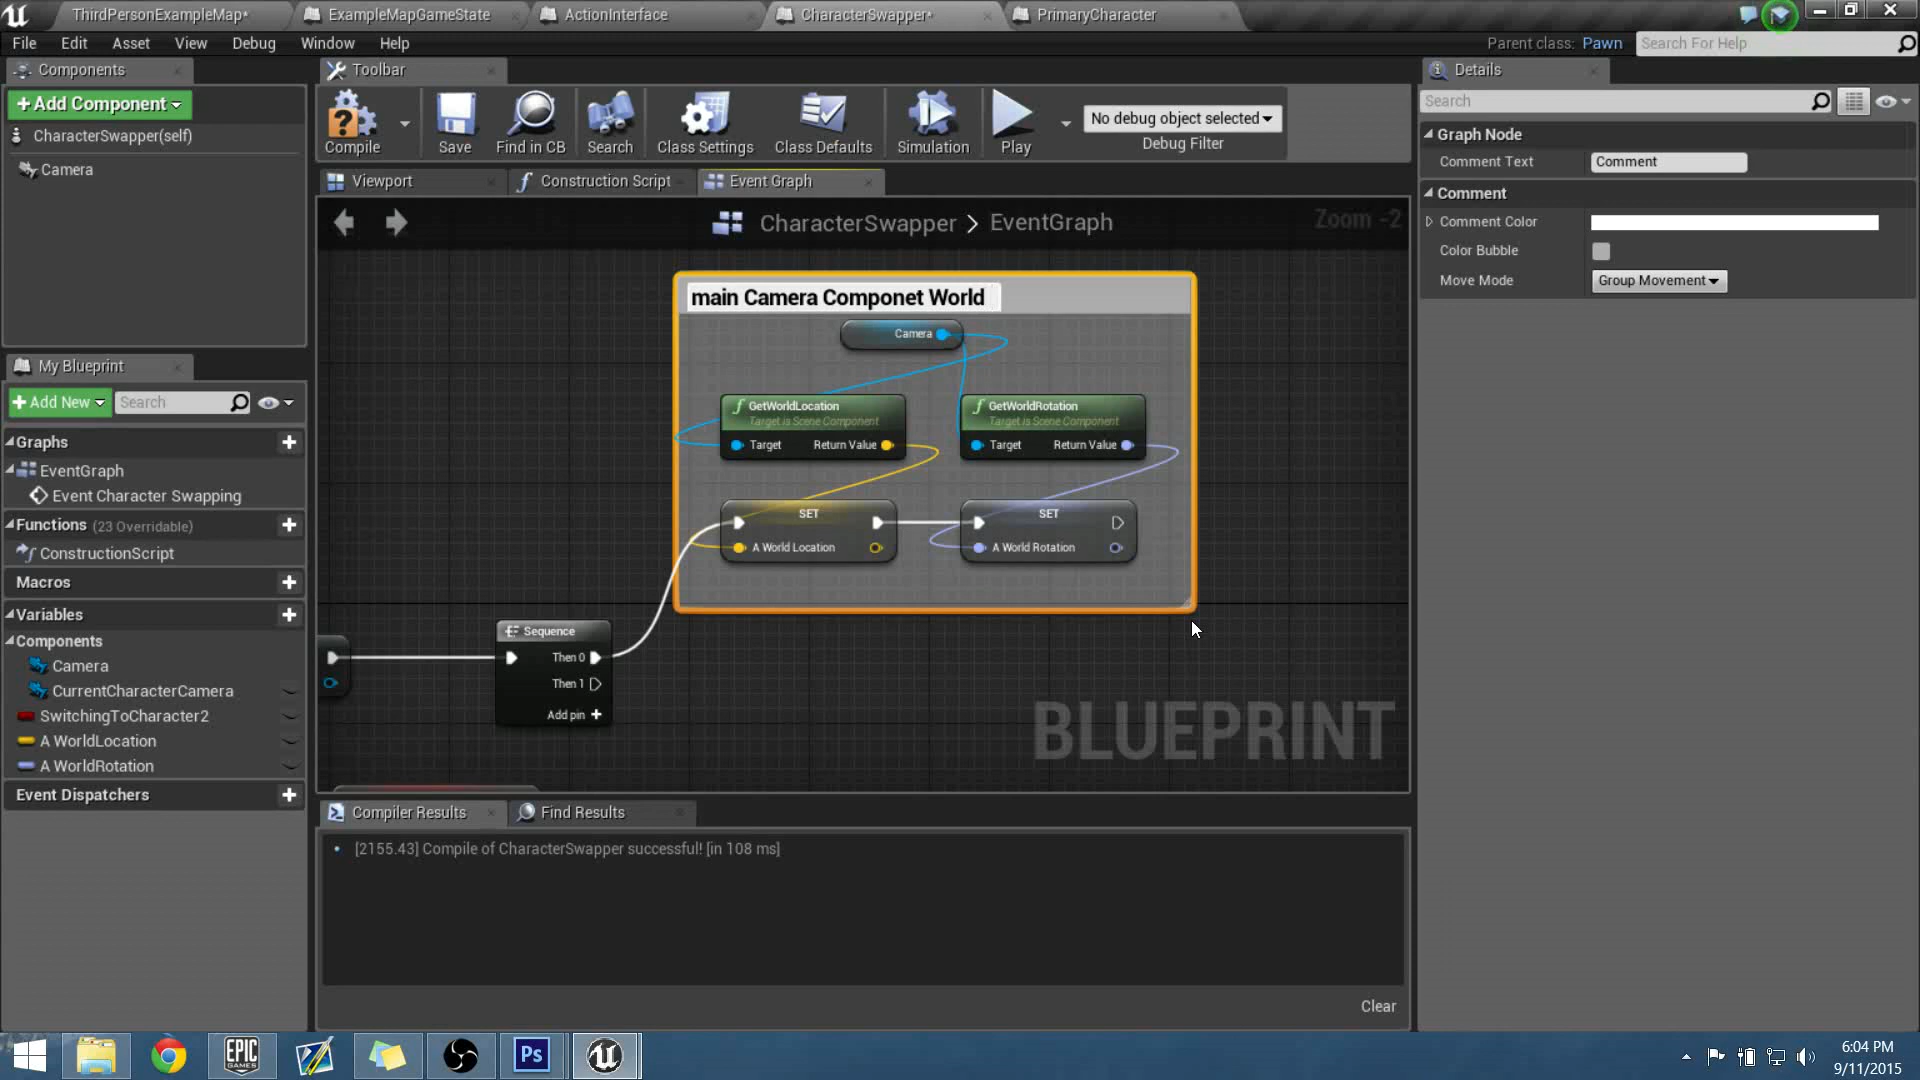 ThirdPersonExampleMap*
ExampleMapGameState
ActionInterface
CharacterSwapper*
PrimaryCharacter
File Edit Asset View Debug Window Help
Parent class: Pawn
Search For Help
Components
Toolbar
Details
Add Component
CharacterSwapper(self)
Camera
Compile
Save
Find in CB
Search
Class Settings
Class Defaults
Simulation
Play
No debug object selected
Debug Filter
Search
Graph Node
Comment Text Comment
Comment
Comment Color
Color Bubble
Move Mode Group Movement
Viewport
Construction Script
Event Graph
CharacterSwapper > EventGraph
Zoom -2
main Camera Componet World
Camera
GetWorldLocation
Target is Scene Component
Target Return Value
GetWorldRotation
Target is Scene Component
Target Return Value
SET
A World Location
SET
A World Rotation
Sequence
Then 0
Then 1
Add pin +
BLUEPRINT
My Blueprint
Add New
Search
Graphs
EventGraph
Event Character Swapping
Functions (23 Overridable)
ConstructionScript
Macros
Variables
Components
Camera
CurrentCharacterCamera
SwitchingToCharacter2
A WorldLocation
A WorldRotation
Event Dispatchers
Compiler Results
Find Results
[2155.43] Compile of CharacterSwapper successful! [in 108 ms]
Clear
EPIC
GAMES
Ps
6:04 PM
9/11/2015